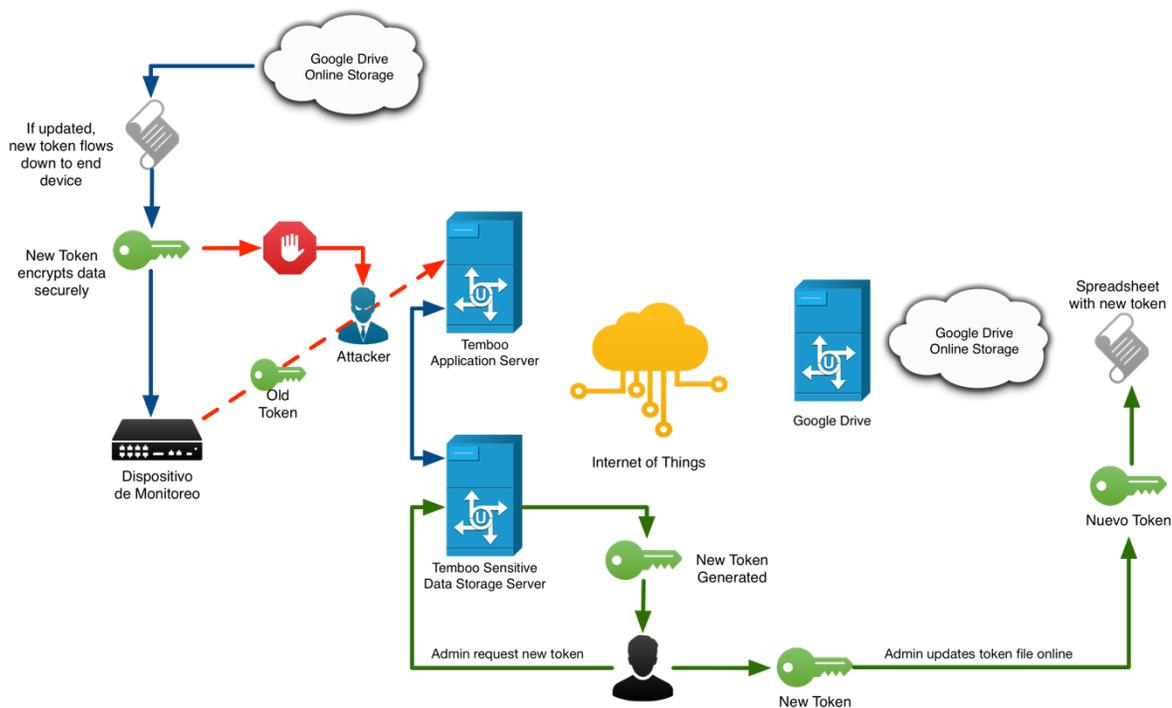 Google Drive
Online Storage
If updated,
new token flows
down to end
device
New Token
encrypts data
securely
Attacker
Old
Token
Dispositivo
de Monitoreo
Temboo
Application Server
Internet of Things
Google Drive
Google Drive
Online Storage
Spreadsheet
with new token
Nuevo Token
U
U
U
Temboo Sensitive
Data Storage Server
New Token
Generated
Admin request new token
Admin updates token file online
New Token